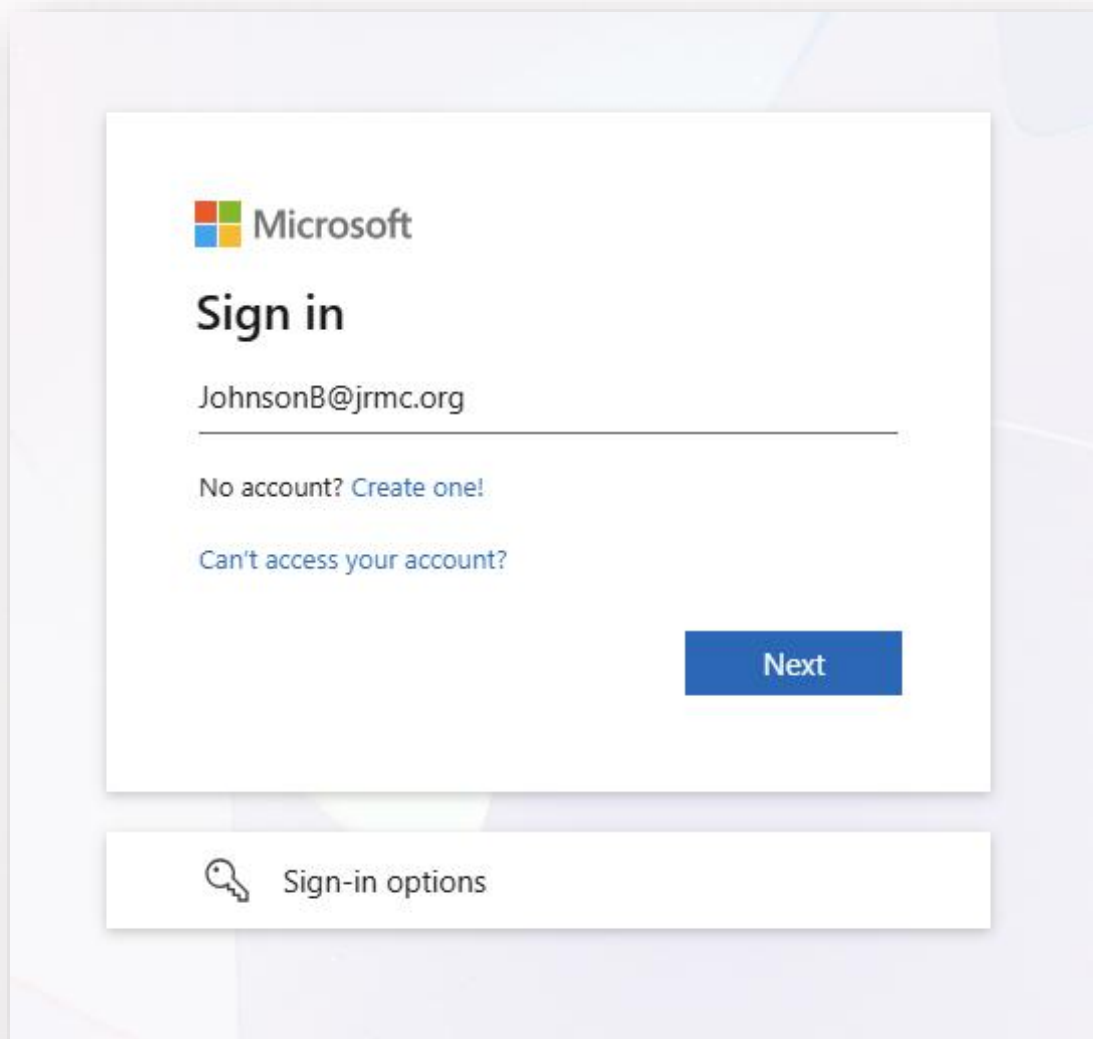 Microsoft
Sign in
JohnsonB@jrmc.org
No account? Create one!
Can't access your account?
Next
Sign-in options